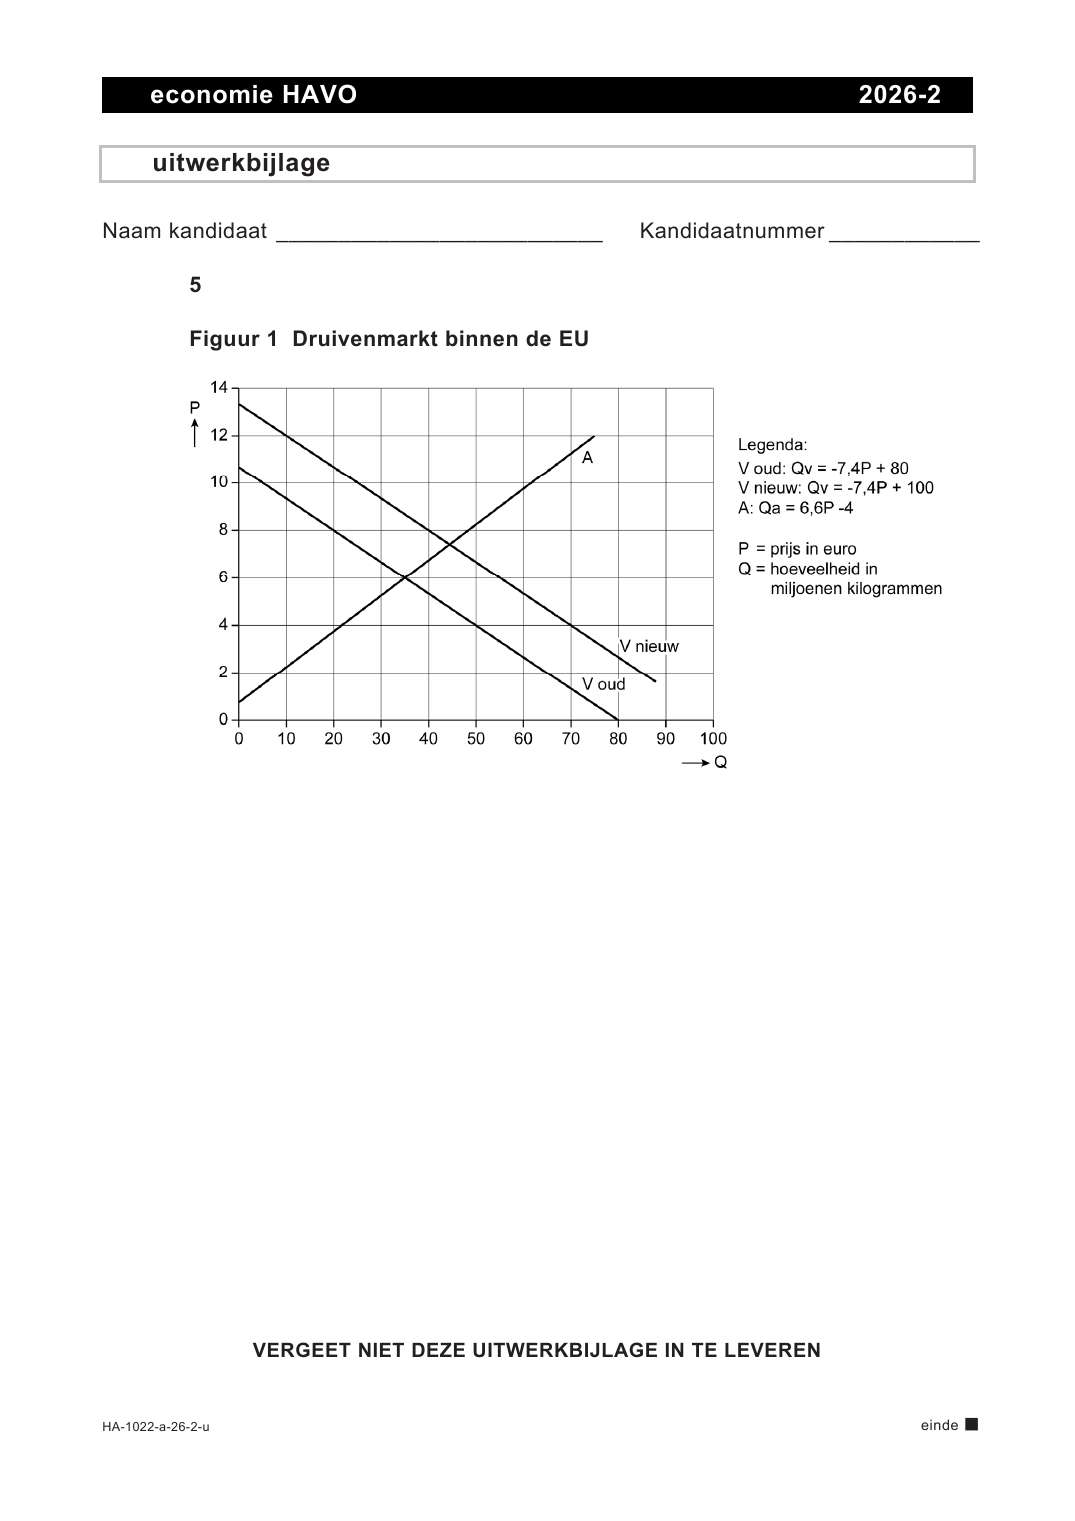 economie HAVO 2026-2
uitwerkbijlage
Naam kandidaat __________________________ Kandidaatnummer ____________
5
Figuur 1 Druivenmarkt binnen de EU
14
P
12
10
8
6
4
2
0
A
V nieuw
V oud
0 10 20 30 40 50 60 70 80 90 100
Q
Legenda:
V oud: Qv = -7,4P + 80
V nieuw: Qv = -7,4P + 100
A: Qa = 6,6P -4
P = prijs in euro
Q = hoeveelheid in
miljoenen kilogrammen
VERGEET NIET DEZE UITWERKBIJLAGE IN TE LEVEREN
HA-1022-a-26-2-u einde